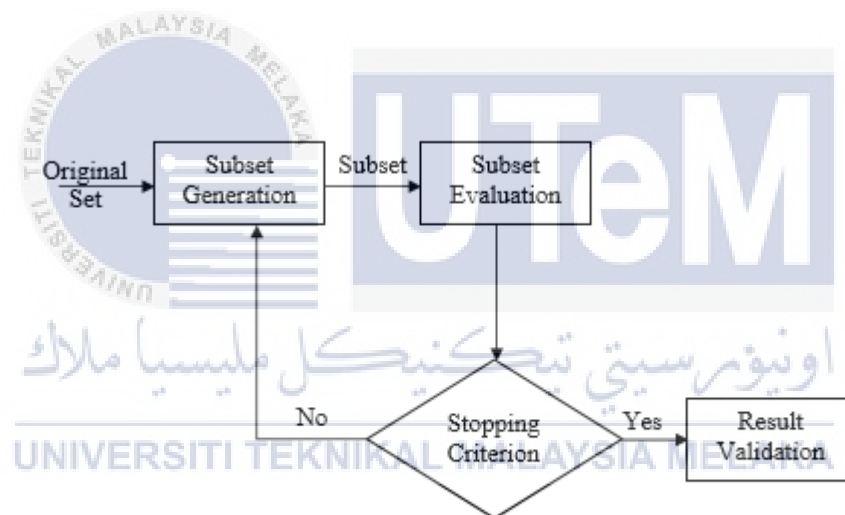 UNIVERSITI TEKNIKAL MALAYSIA MELAKA
UTeM
Original
Set
Subset
Generation
Subset
Subset
Evaluation
اونيۏرسيتي تيكنيكل مليسيا ملاك
No
Stopping
Criterion
Yes
Result
Validation
UNIVERSITI TEKNIKAL MALAYSIA MELAKA